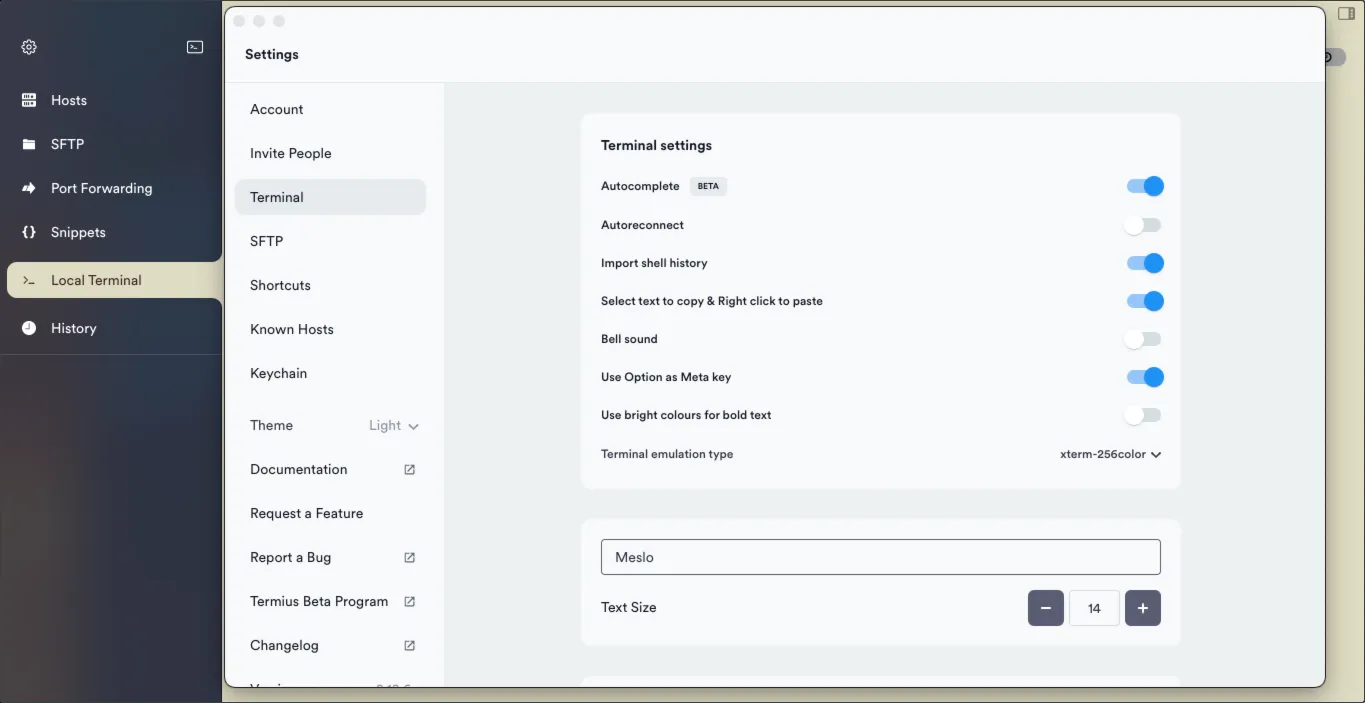 Settings
Hosts
SFTP
Port Forwarding
Snippets
Local Terminal
History
Account
Invite People
Terminal
SFTP
Shortcuts
Known Hosts
Keychain
Theme Light
Documentation
Request a Feature
Report a Bug
Termius Beta Program
Changelog
Terminal settings
Autocomplete BETA
Autoreconnect
Import shell history
Select text to copy & Right click to paste
Bell sound
Use Option as Meta key
Use bright colours for bold text
Terminal emulation type xterm-256color
Meslo
Text Size − 14 +